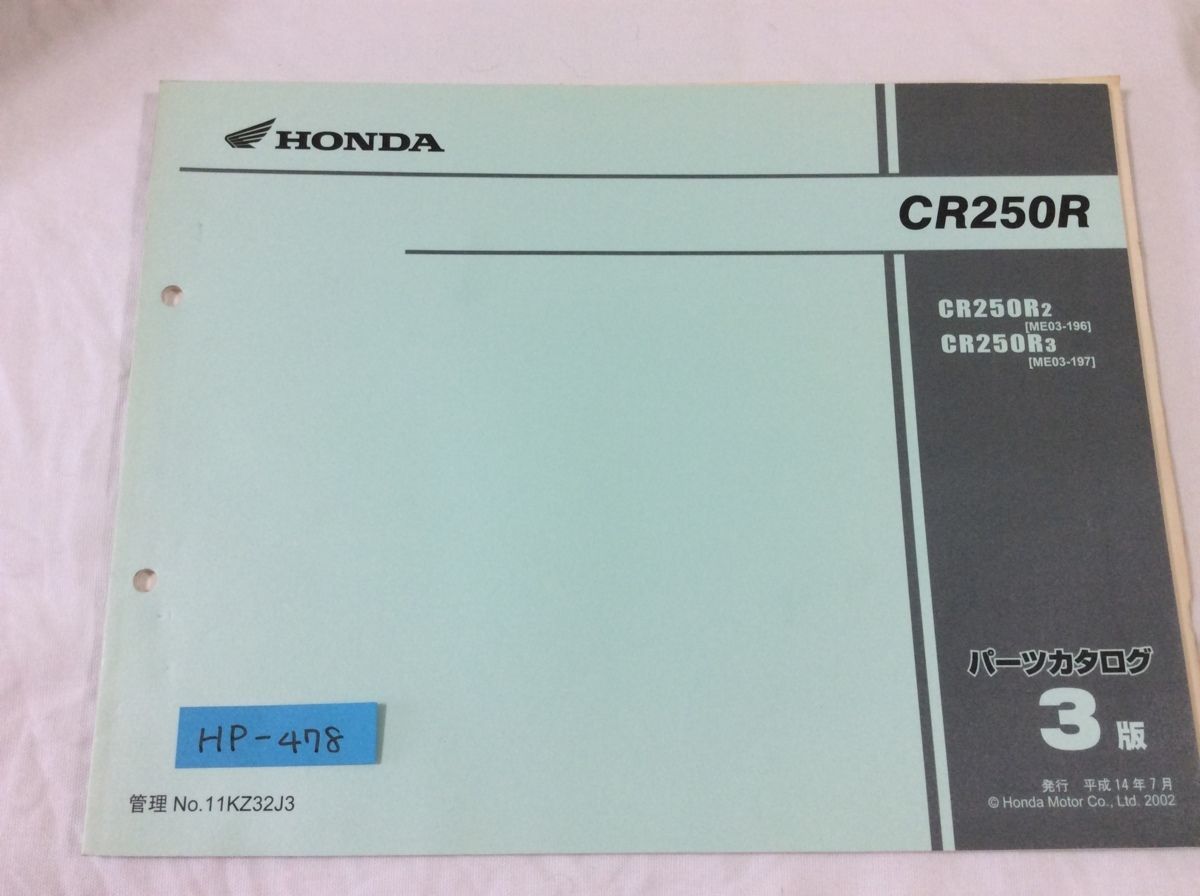 HONDA
CR250R
CR250R2
[ME03-196]
CR250R3
[ME03-197]
パーツカタログ
3版
HP-478
管理 No.11KZ32J3
発行 平成14年7月
© Honda Motor Co., Ltd. 2002